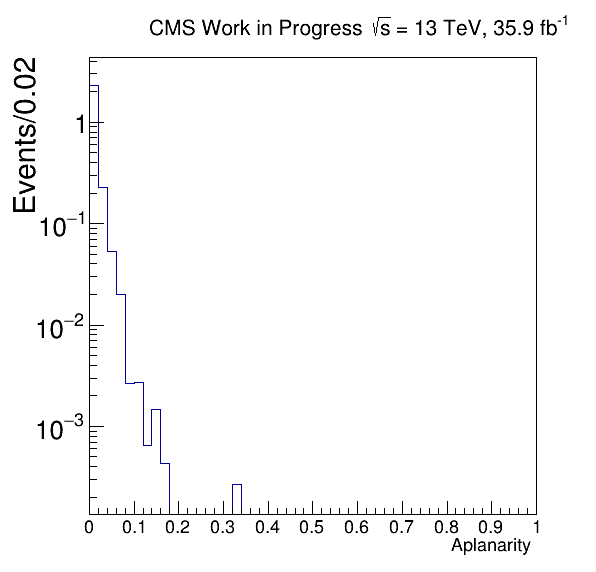 CMS Work in Progress √s = 13 TeV, 35.9 fb⁻¹
Events/0.02
1
10⁻¹
10⁻²
10⁻³
0 0.1 0.2 0.3 0.4 0.5 0.6 0.7 0.8 0.9 1
Aplanarity